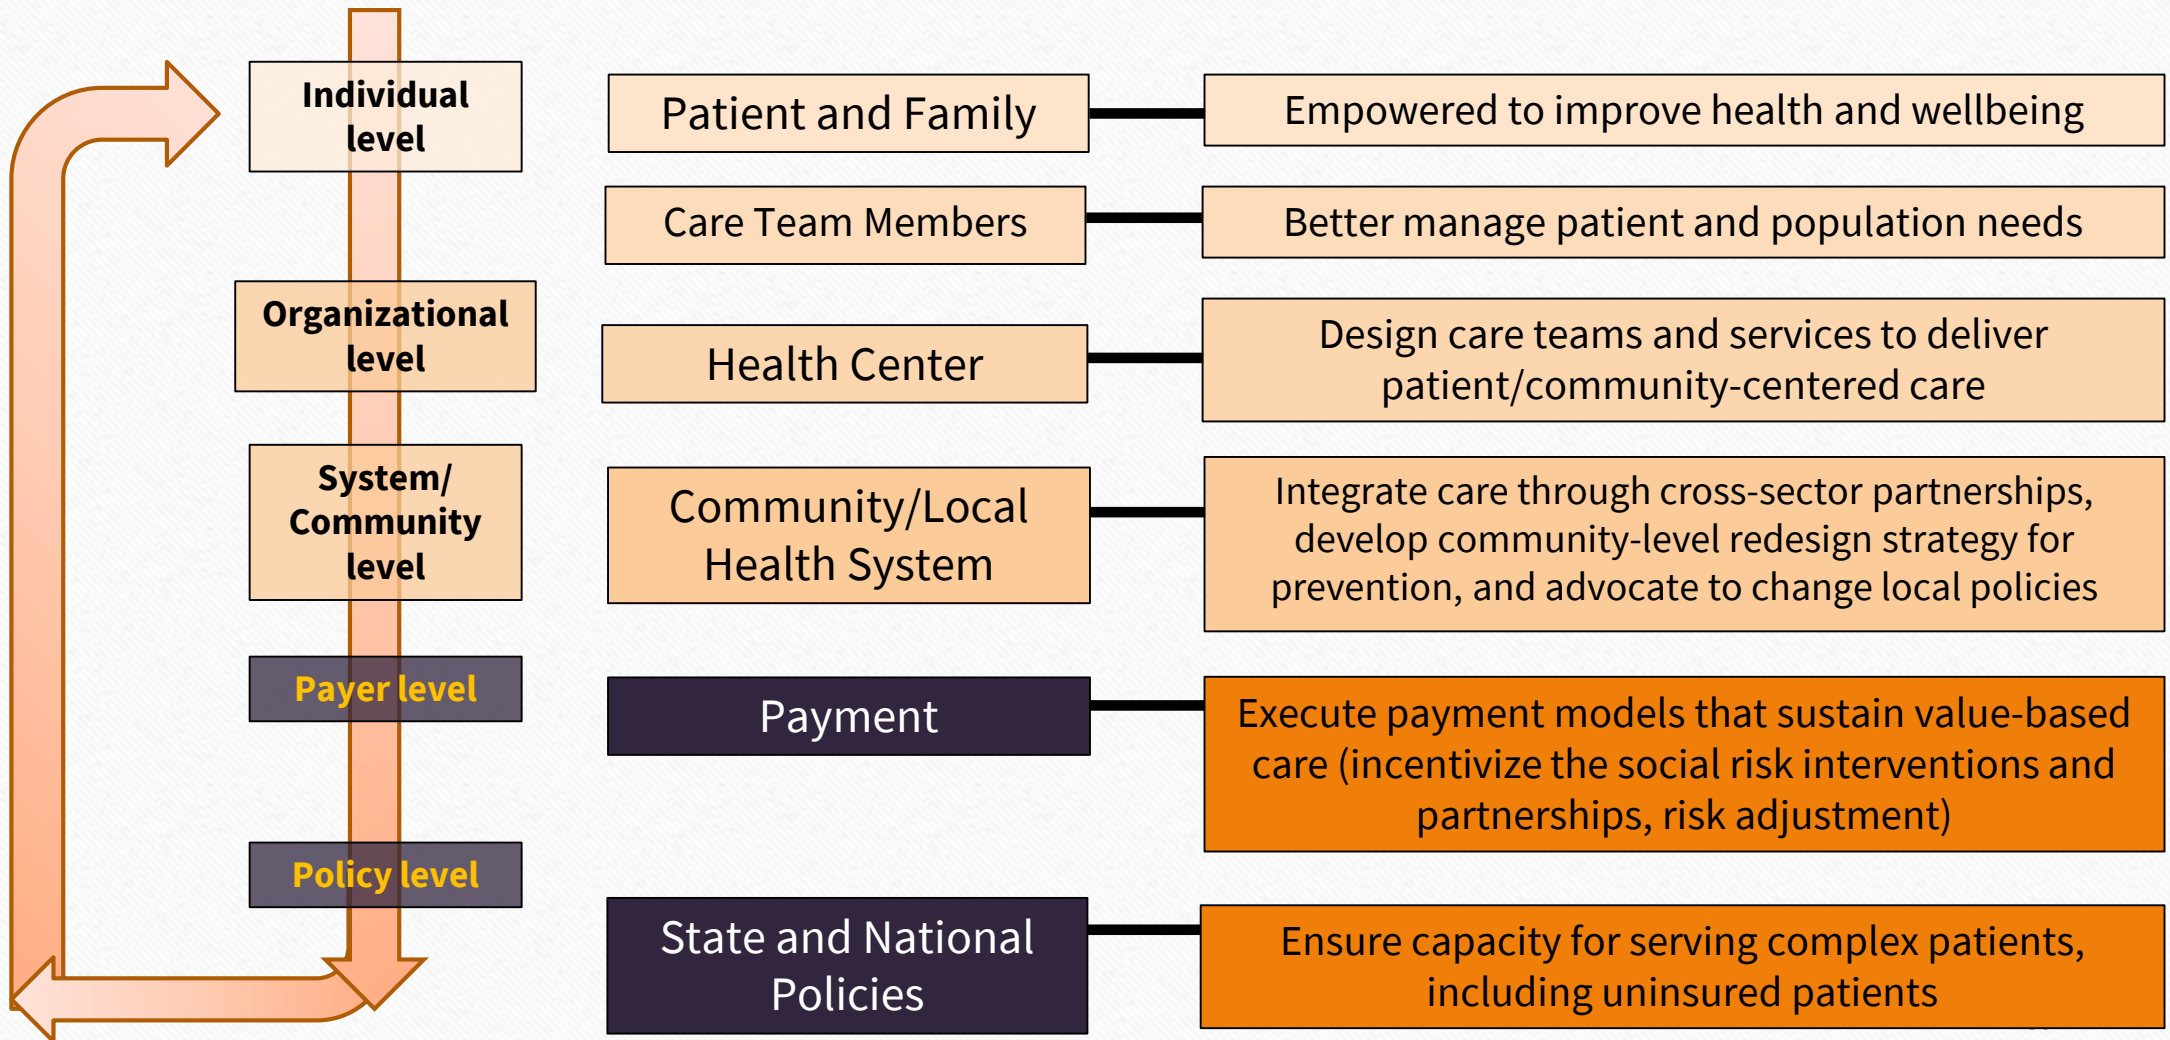 Individual
level
Patient and Family
Empowered to improve health and wellbeing
Care Team Members
Better manage patient and population needs
Organizational
level
Health Center
Design care teams and services to deliver
patient/community-centered care
System/
Community
level
Community/Local
Health System
Integrate care through cross-sector partnerships,
develop community-level redesign strategy for
prevention, and advocate to change local policies
Payer level
Payment
Execute payment models that sustain value-based
care (incentivize the social risk interventions and
partnerships, risk adjustment)
Policy level
State and National
Policies
Ensure capacity for serving complex patients,
including uninsured patients